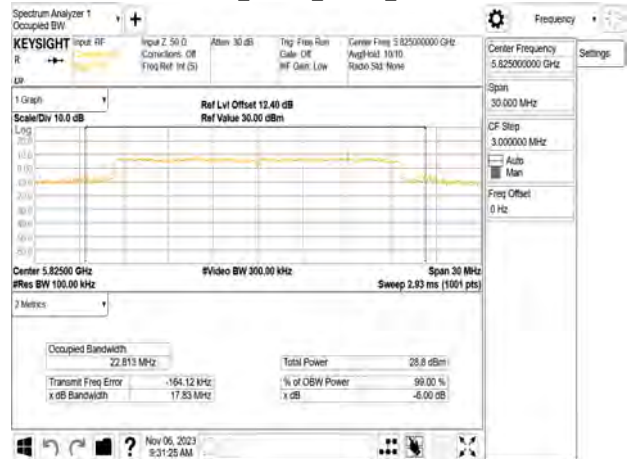 Spectrum Analyzer 1
Occupied BW
+
Frequency
KEYSIGHT
R
Input: RF
Input Z: 50 Ω
Corrections: Off
Freq Ref: Int (S)
Atten: 30 dB
Trig: Free Run
Gate: Off
#IF Gain: Low
Center Freq: 5.825000000 GHz
Avg|Hold: 10/10
Radio Std: None
Center Frequency
5.825000000 GHz
Settings
Span
30.000 MHz
CF Step
3.000000 MHz
Auto
Man
Freq Offset
0 Hz
1 Graph
Scale/Div 10.0 dB
Ref Lvl Offset 12.40 dB
Ref Value 30.00 dBm
Log
Center 5.82500 GHz
#Res BW 100.00 kHz
#Video BW 300.00 kHz
Span 30 MHz
Sweep 2.93 ms (1001 pts)
2 Metrics
Occupied Bandwidth
22.813 MHz
Total Power
28.8 dBm
Transmit Freq Error
-164.12 kHz
% of OBW Power
99.00 %
x dB Bandwidth
17.83 MHz
x dB
-6.00 dB
?
Nov 06, 2023
9:31:25 AM